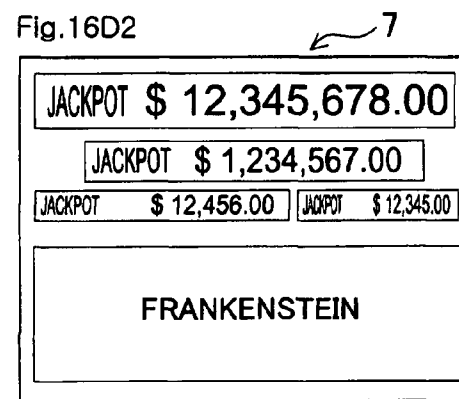 Fig.16D2
7
JACKPOT $ 12,345,678.00
JACKPOT $ 1,234,567.00
JACKPOT $ 12,456.00 JACKPOT $ 12,345.00
FRANKENSTEIN